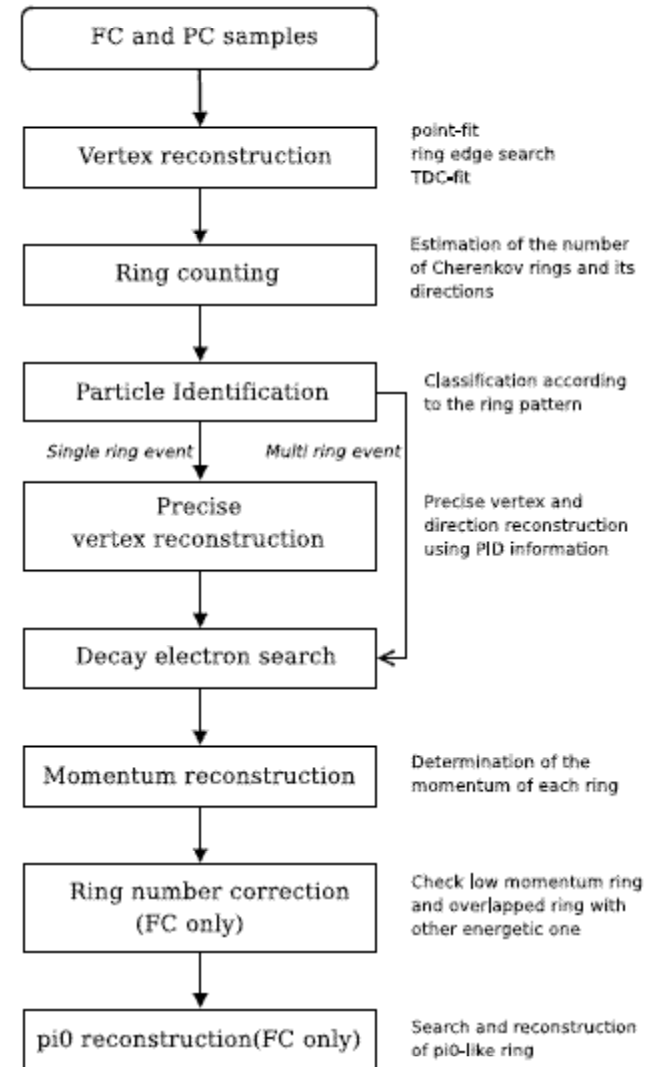 FC and PC samples
Vertex reconstruction
point-fit
ring edge search
TDC-fit
Ring counting
Estimation of the number
of Cherenkov rings and its
directions
Particle Identification
Classification according
to the ring pattern
Single ring event
Multi ring event
Precise
vertex reconstruction
Precise vertex and
direction reconstruction
using PID information
Decay electron search
Momentum reconstruction
Determination of the
momentum of each ring
Ring number correction
(FC only)
Check low momentum ring
and overlapped ring with
other energetic one
pi0 reconstruction(FC only)
Search and reconstruction
of pi0-like ring